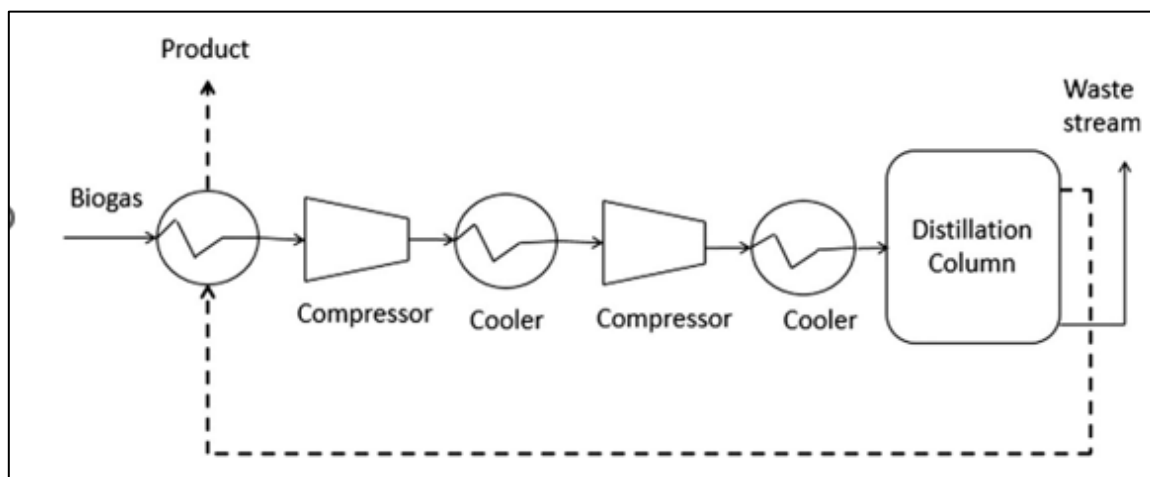 Product
Waste
stream
Biogas
Distillation
Column
Compressor
Cooler
Compressor
Cooler